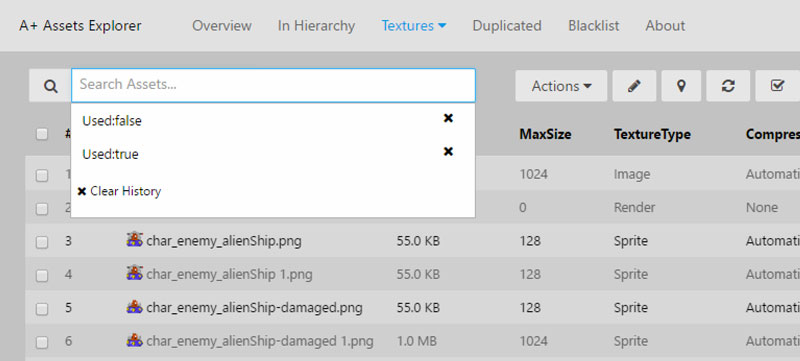 A+ Assets Explorer Overview In Hierarchy Textures Duplicated Blacklist About
Search Assets... Actions
Used:false
# MaxSize TextureType Compres
Used:true
1 1024 Image Automati
Clear History
2 0 Render None
3 char_enemy_alienShip.png 55.0 KB 128 Sprite Automati
4 char_enemy_alienShip 1.png 55.0 KB 128 Sprite Automati
5 char_enemy_alienShip-damaged.png 55.0 KB 128 Sprite Automati
6 char_enemy_alienShip-damaged 1.png 1.0 MB 1024 Sprite Automati